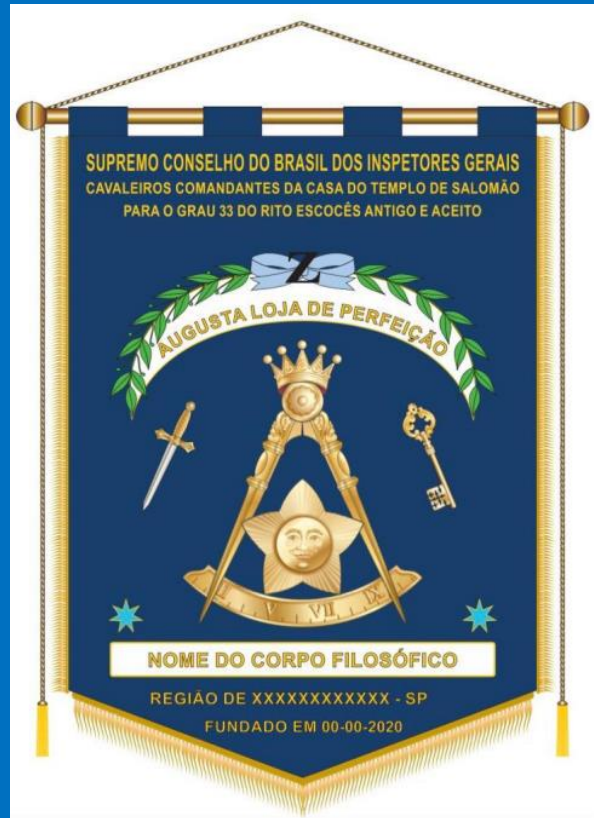 SUPREMO CONSELHO DO BRASIL DOS INSPETORES GERAIS
CAVALEIROS COMANDANTES DA CASA DO TEMPLO DE SALOMÃO
PARA O GRAU 33 DO RITO ESCOCÊS ANTIGO E ACEITO
Z
AUGUSTA LOJA DE PERFEIÇÃO
I V VII IX
NOME DO CORPO FILOSÓFICO
REGIÃO DE XXXXXXXXXXXX - SP
FUNDADO EM 00-00-2020